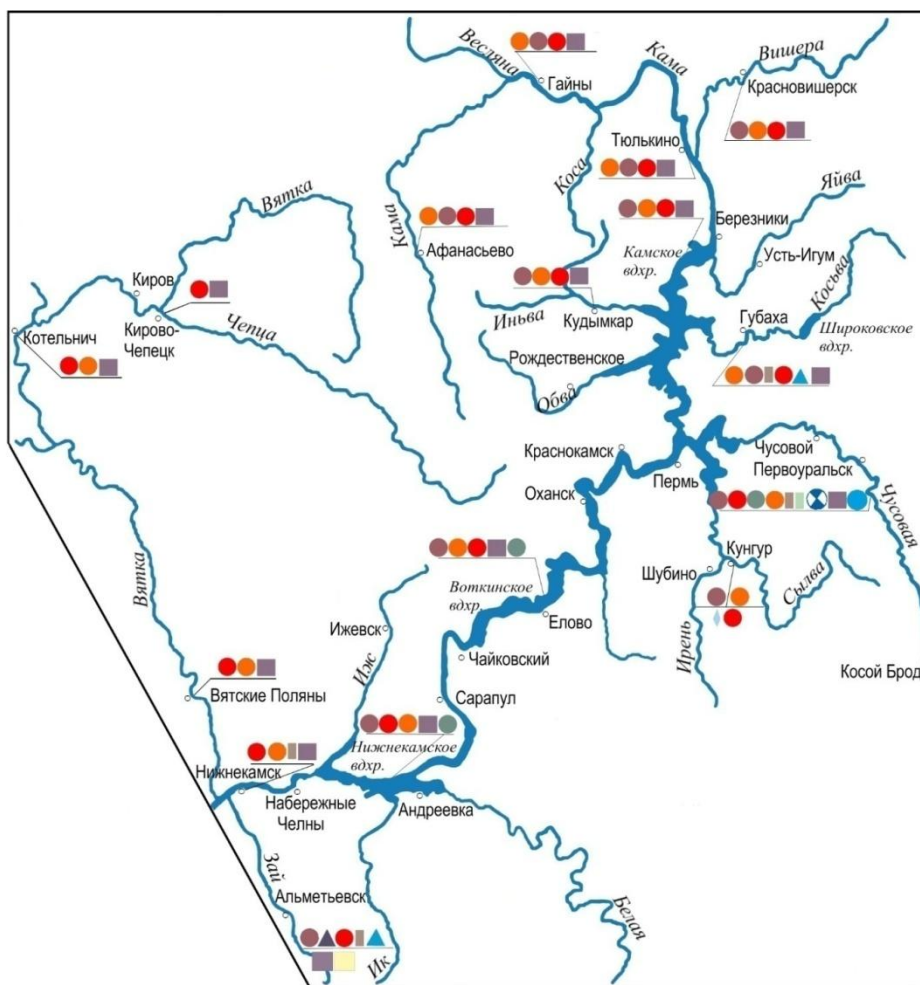 Весляна
Гайны
Кама
Вишера
Красновишерск
Тюлькино
Коса
Яйва
Вятка
Кама
Афанасьево
Березники
Камское
вдхр.
Усть-Игум
Косьва
Киров
Кирово-
Чепецк
Чепца
Котельнич
Иньва
Кудымкар
Губаха
Широковское
вдхр.
Рождественское
Обва
Краснокамск
Пермь
Чусовой
Первоуральск
Чусовая
Оханск
Вятка
Воткинское
вдхр.
Елово
Шубино
Кунгур
Сылва
Ирень
Ижевск
Иж
Чайковский
Косой Брод
Вятские Поляны
Сарапул
Нижнекамское
вдхр.
Нижнекамск
Набережные
Челны
Андреевка
Зай
Альметьевск
Ик
Белая